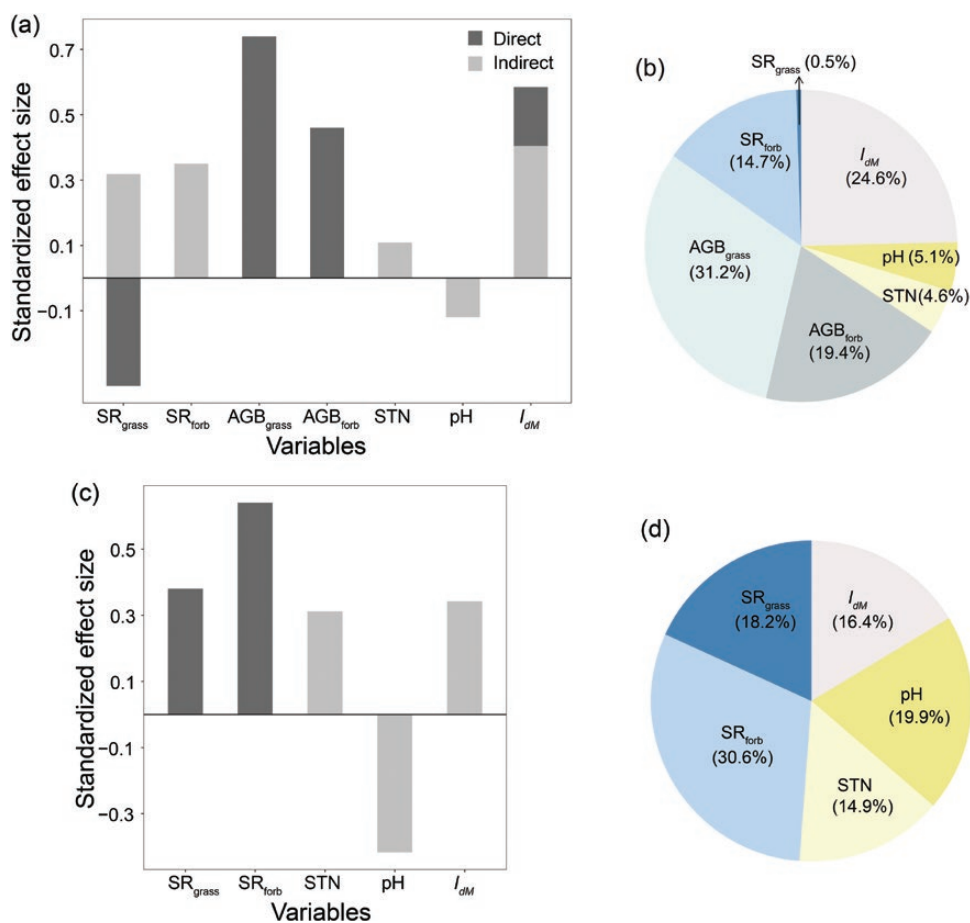 (a)
Standardized effect size
0.7
0.5
0.3
0.1
−0.1
Direct
Indirect
SRgrass
SRforb
AGBgrass
AGBforb
STN
pH
IdM
Variables
(b)
SRgrass (0.5%)
SRforb
(14.7%)
IdM
(24.6%)
AGBgrass
(31.2%)
pH (5.1%)
STN(4.6%)
AGBforb
(19.4%)
(c)
Standardized effect size
0.5
0.3
0.1
−0.1
−0.3
SRgrass
SRforb
STN
pH
IdM
Variables
(d)
SRgrass
(18.2%)
IdM
(16.4%)
pH
(19.9%)
SRforb
(30.6%)
STN
(14.9%)